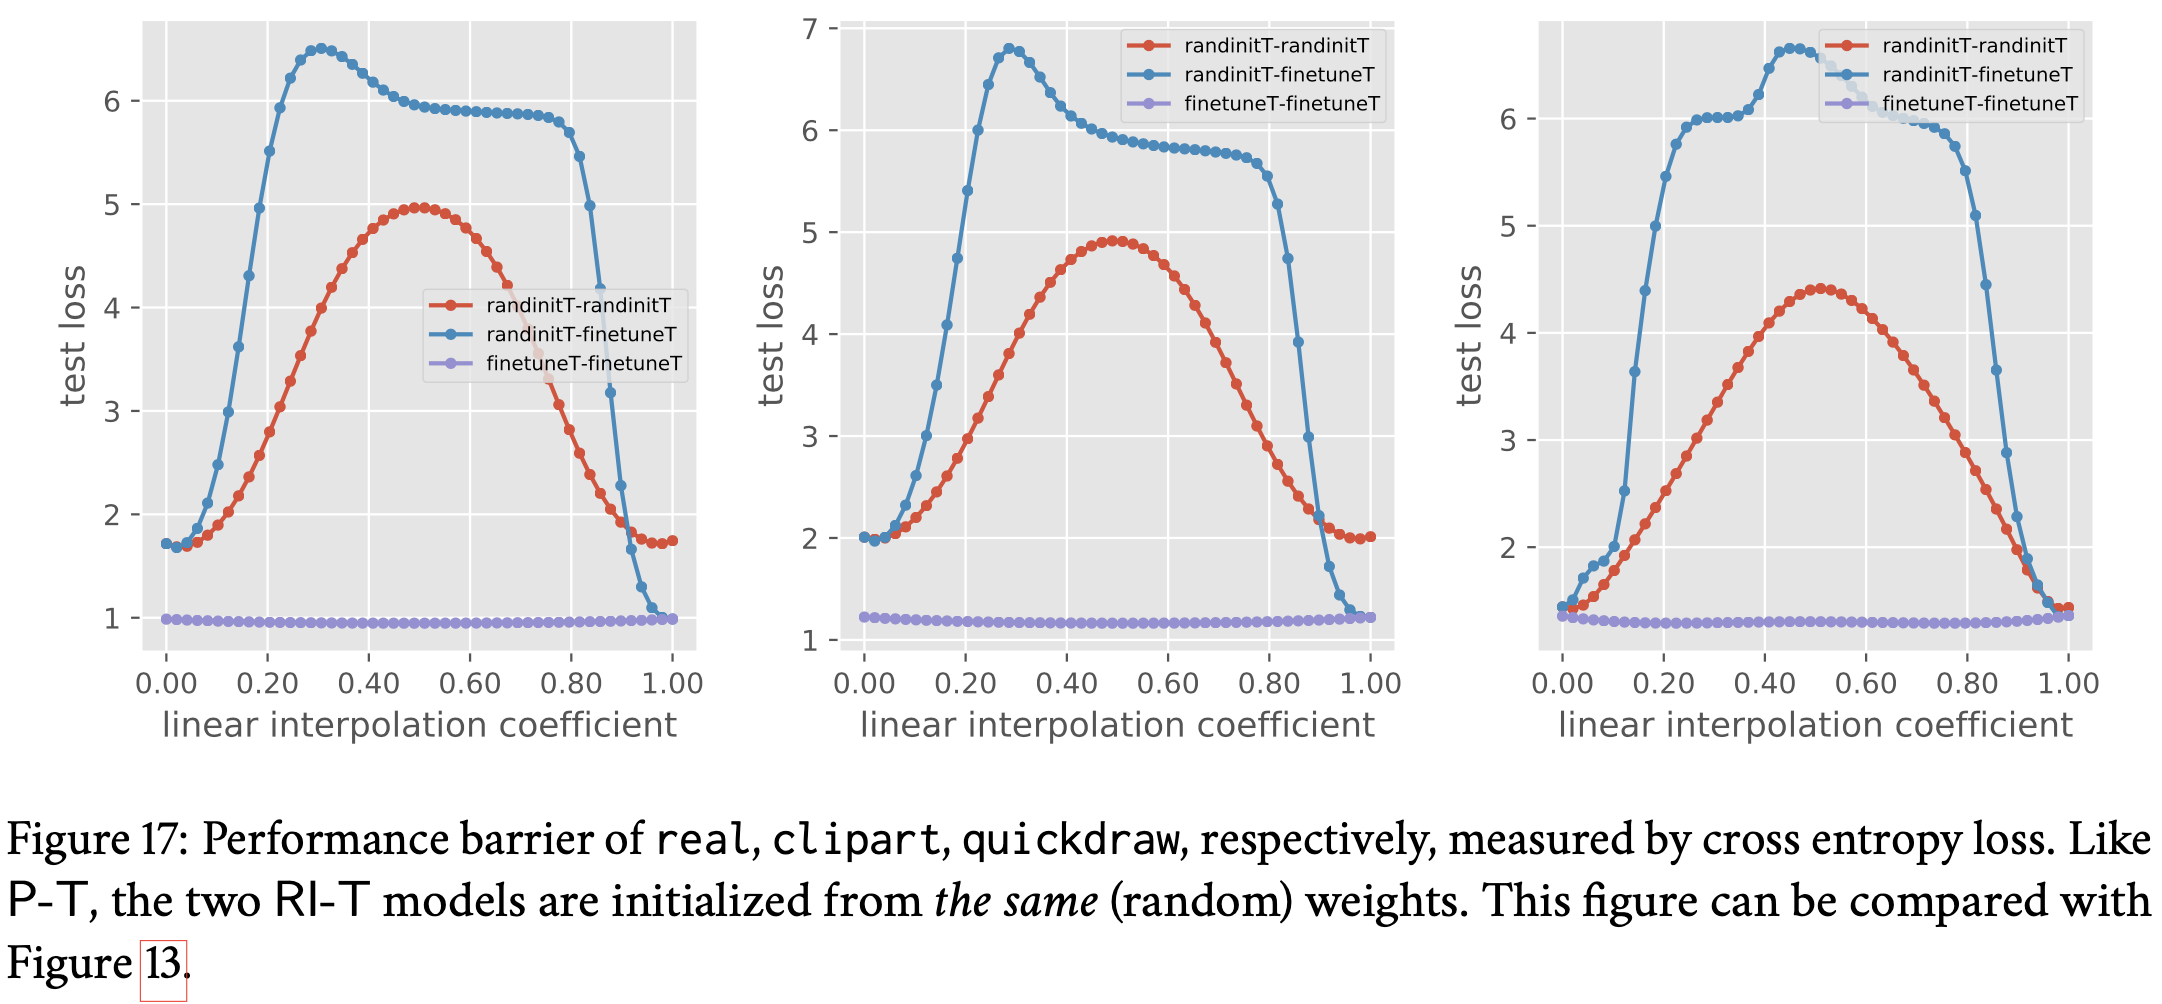 6
5
4
3
2
1
test loss
0.00 0.20 0.40 0.60 0.80 1.00
linear interpolation coefficient
randinitT-randinitT
randinitT-finetuneT
finetuneT-finetuneT
7
6
5
4
3
2
1
test loss
0.00 0.20 0.40 0.60 0.80 1.00
linear interpolation coefficient
randinitT-randinitT
randinitT-finetuneT
finetuneT-finetuneT
6
5
4
3
2
test loss
0.00 0.20 0.40 0.60 0.80 1.00
linear interpolation coefficient
randinitT-randinitT
randinitT-finetuneT
finetuneT-finetuneT
Figure 17: Performance barrier of real, clipart, quickdraw, respectively, measured by cross entropy loss. Like
P-T, the two RI-T models are initialized from the same (random) weights. This figure can be compared with
Figure 13.